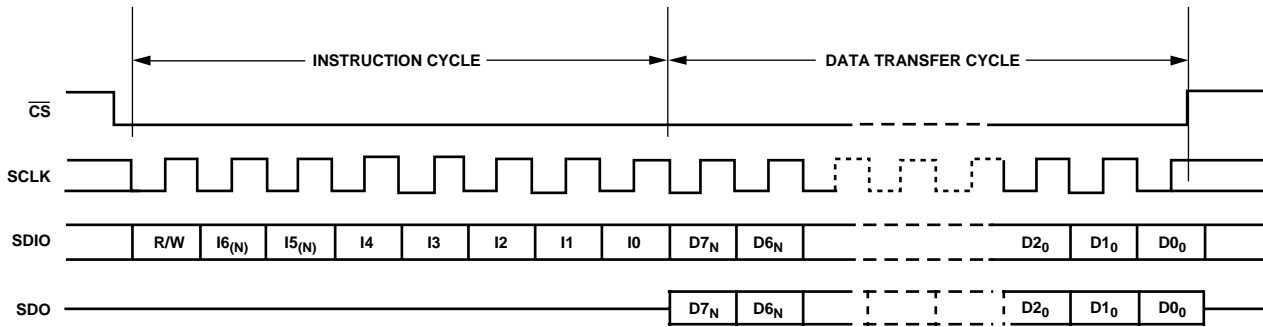 INSTRUCTION CYCLE DATA TRANSFER CYCLE
CS
SCLK
SDIO R/W I6(N) I5(N) I4 I3 I2 I1 I0 D7N D6N D20 D10 D00
SDO D7N D6N D20 D10 D00